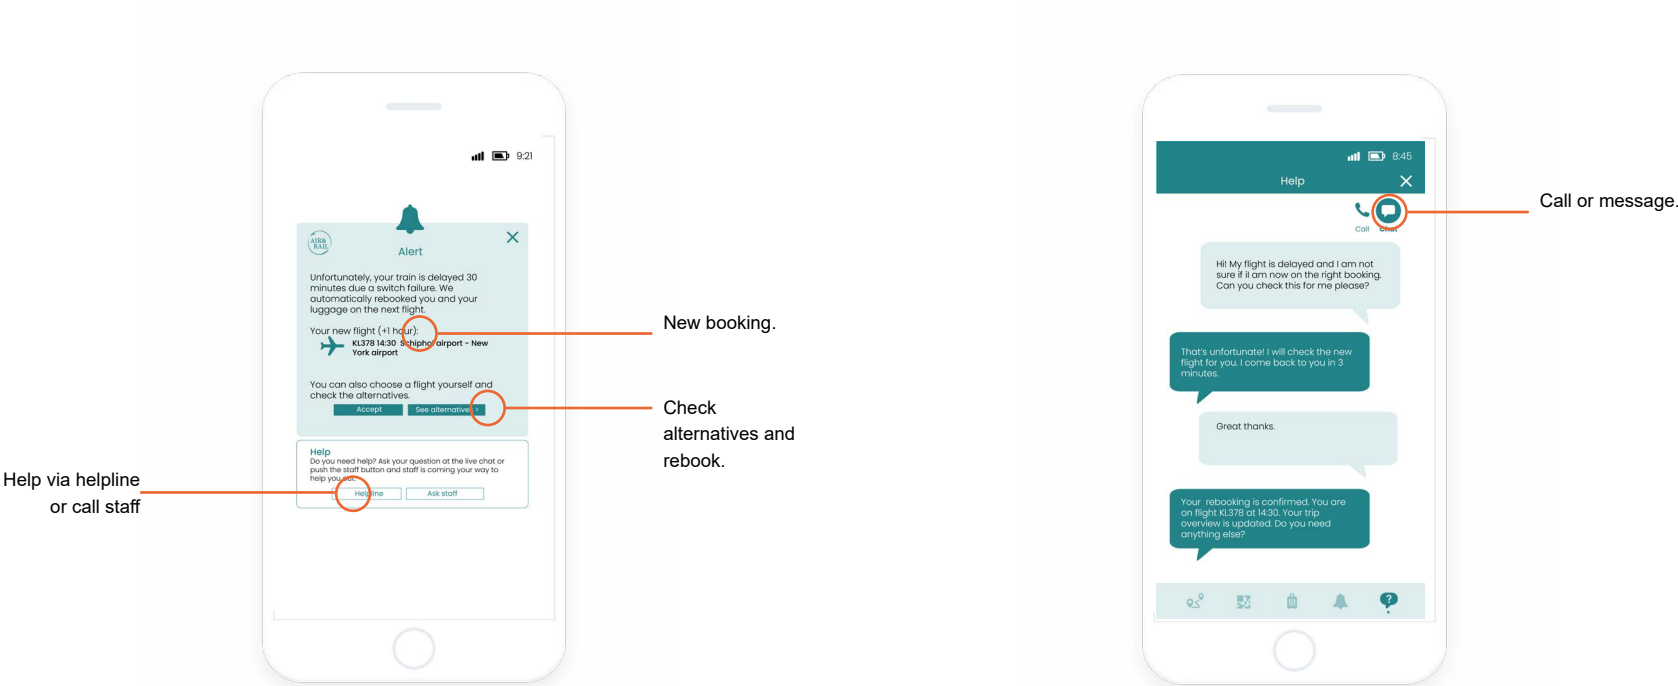 9:21
AIR&
RAIL
Alert
Unfortunately, your train is delayed 30
minutes due a switch failure. We
automatically rebooked you and your
luggage on the next flight.
Your new flight (+1 hour):
KL378 14:30 Schiphol airport - New
York airport
You can also choose a flight yourself and
check the alternatives.
Accept
See alternatives >
Help
Do you need help? Ask your question at the live chat or
push the staff button and staff is coming your way to
help you out.
Helpline
Ask staff
New booking.
Check
alternatives and
rebook.
Help via helpline
or call staff
8:45
Help
Call
Chat
Call or message.
Hi! My flight is delayed and I am not
sure if iI am now on the right booking.
Can you check this for me please?
That's unfortunate! I will check the new
flight for you. I come back to you in 3
minutes.
Great thanks.
Your rebooking is confirmed. You are
on flight KL378 at 14:30. Your trip
overview is updated. Do you need
anything else?
?